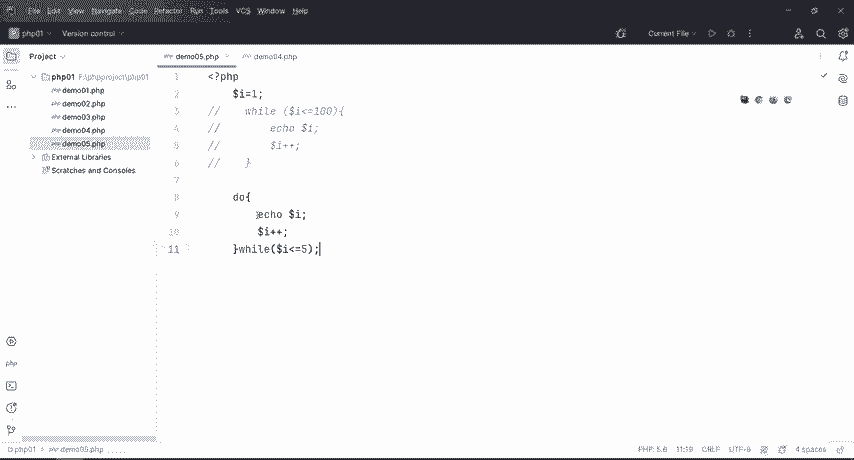 File Edit View Navigate Code Refactor Run Tools VCS Window Help
php01 Version control Current File
Project
demo05.php demo04.php
php01 F:\phpproject\php01
demo01.php
demo02.php
demo03.php
demo04.php
demo05.php
External Libraries
Scratches and Consoles
1 <?php
2 $i=1;
3 // while ($i<=100){
4 // echo $i;
5 // $i++;
6 // }
7
8 do{
9 echo $i;
10 $i++;
11 }while($i<=5);
php
php01 > demo05.php
PHP: 5.6 11:19 CRLF UTF-8 4 spaces